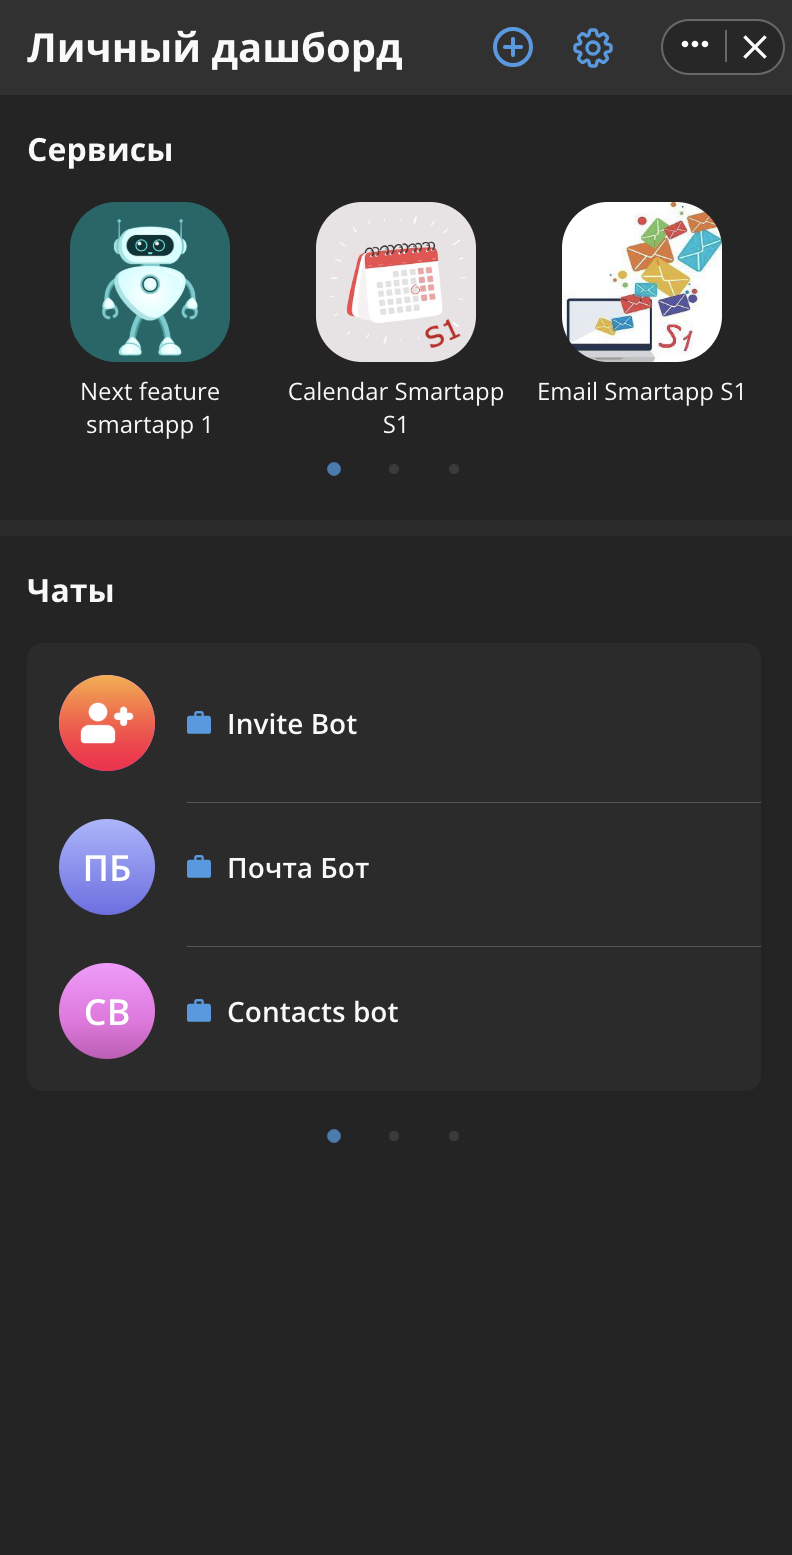 Личный дашборд
Сервисы
S1
S1
Next feature
smartapp 1
Calendar Smartapp
S1
Email Smartapp S1
Чаты
Invite Bot
ПБ
Почта Бот
CB
Contacts bot